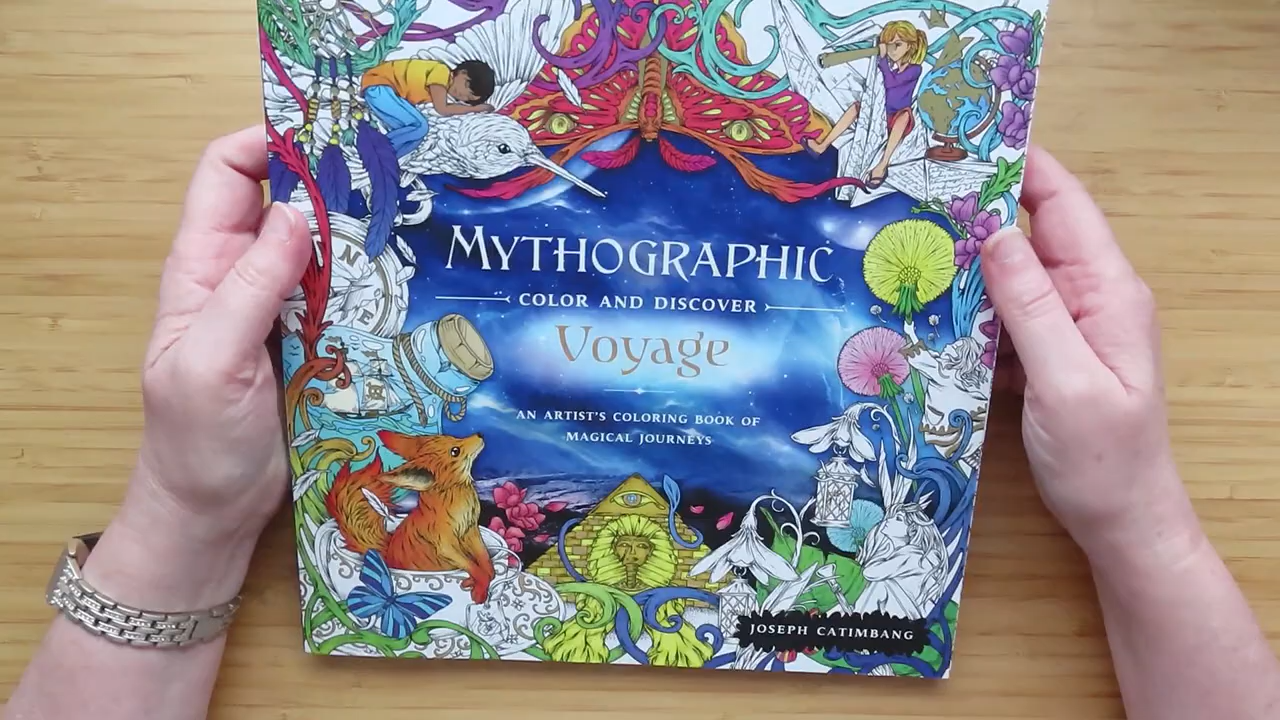 MYTHOGRAPHIC
COLOR AND DISCOVER
Voyage
AN ARTIST'S COLORING BOOK OF
MAGICAL JOURNEYS
N
E
JOSEPH CATIMBANG